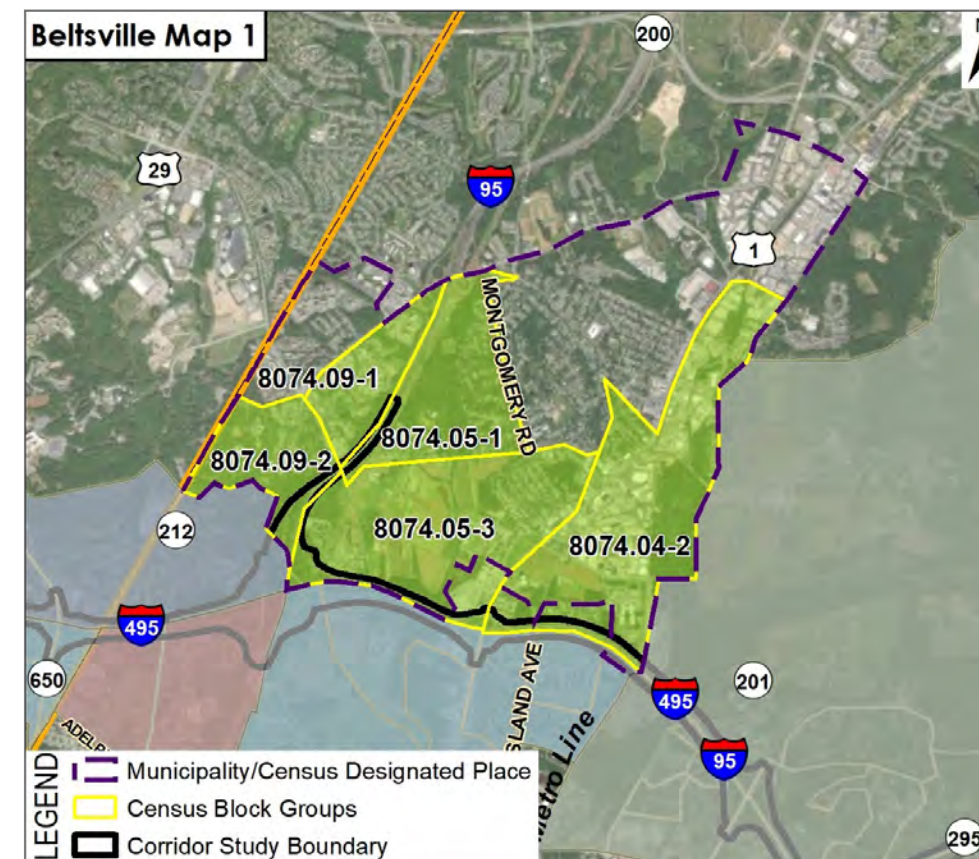 Beltsville Map 1
200
29
95
1
MONTGOMERY RD
8074.09-1
8074.05-1
8074.09-2
8074.05-3
8074.04-2
212
495
650
201
495
95
295
SLAND AVE
Metro Line
LEGEND
Municipality/Census Designated Place
Census Block Groups
Corridor Study Boundary